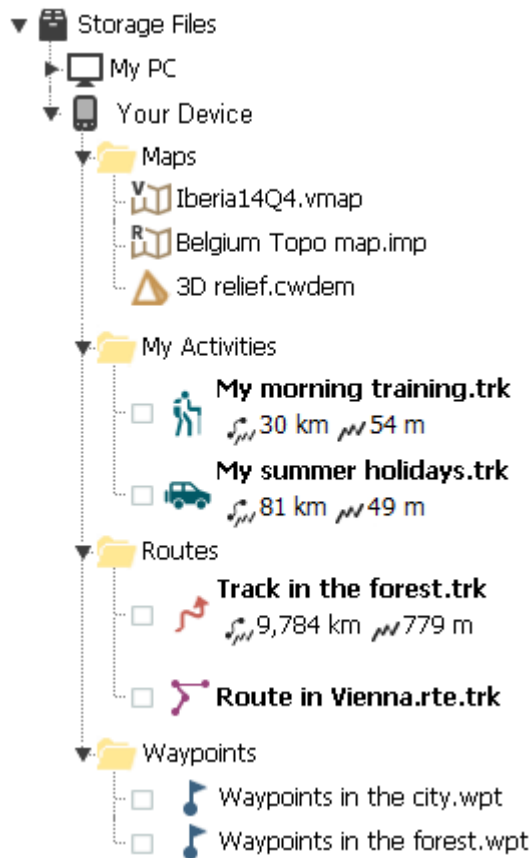 Storage Files
My PC
Your Device
Maps
V
Iberia14Q4.vmap
R
Belgium Topo map.imp
3D relief.cwdem
My Activities
My morning training.trk
30 km 54 m
My summer holidays.trk
81 km 49 m
Routes
Track in the forest.trk
9,784 km 779 m
Route in Vienna.rte.trk
Waypoints
Waypoints in the city.wpt
Waypoints in the forest.wpt